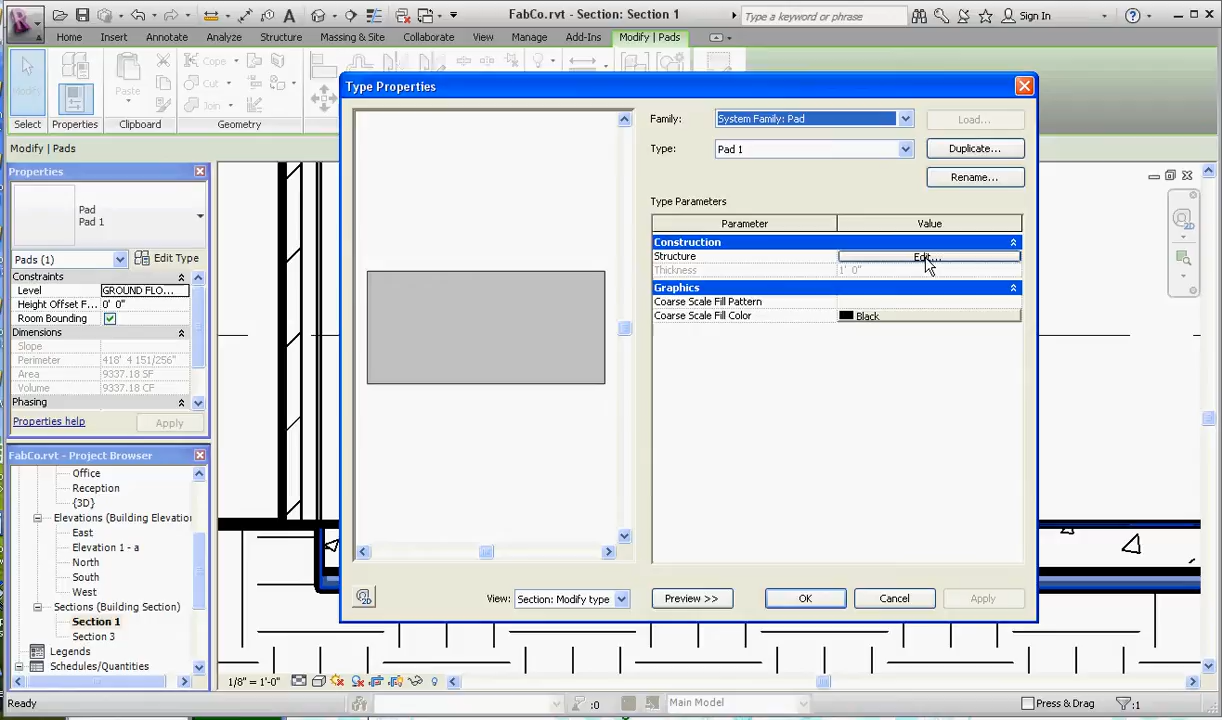 FabCo.rvt - Section: Section 1
Type a keyword or phrase
Sign In
Home Insert Annotate Analyze Structure Massing & Site Collaborate View Manage Add-Ins Modify | Pads
Modify
Paste
Cope
Cut
Join
Select Properties Clipboard Geometry
Modify | Pads
Properties
Pad
Pad 1
Pads (1)
Edit Type
Constraints
Level GROUND FLO...
Height Offset F... 0' 0"
Room Bounding
Dimensions
Slope
Perimeter 418' 4 151/256"
Area 9337.18 SF
Volume 9337.18 CF
Phasing
Properties help
Apply
FabCo.rvt - Project Browser
Office
Reception
{3D}
Elevations (Building Elevation
East
Elevation 1 - a
North
South
West
Sections (Building Section)
Section 1
Section 3
Legends
Schedules/Quantities
Type Properties
Family: System Family: Pad Load...
Type: Pad 1 Duplicate...
Rename...
Type Parameters
Parameter Value
Construction
Structure Edit...
Thickness 1' 0"
Graphics
Coarse Scale Fill Pattern
Coarse Scale Fill Color Black
View: Section: Modify type
Preview >>
OK
Cancel
Apply
1/8" = 1'-0"
Ready
:0
Main Model
Press & Drag
:1
2D
2D